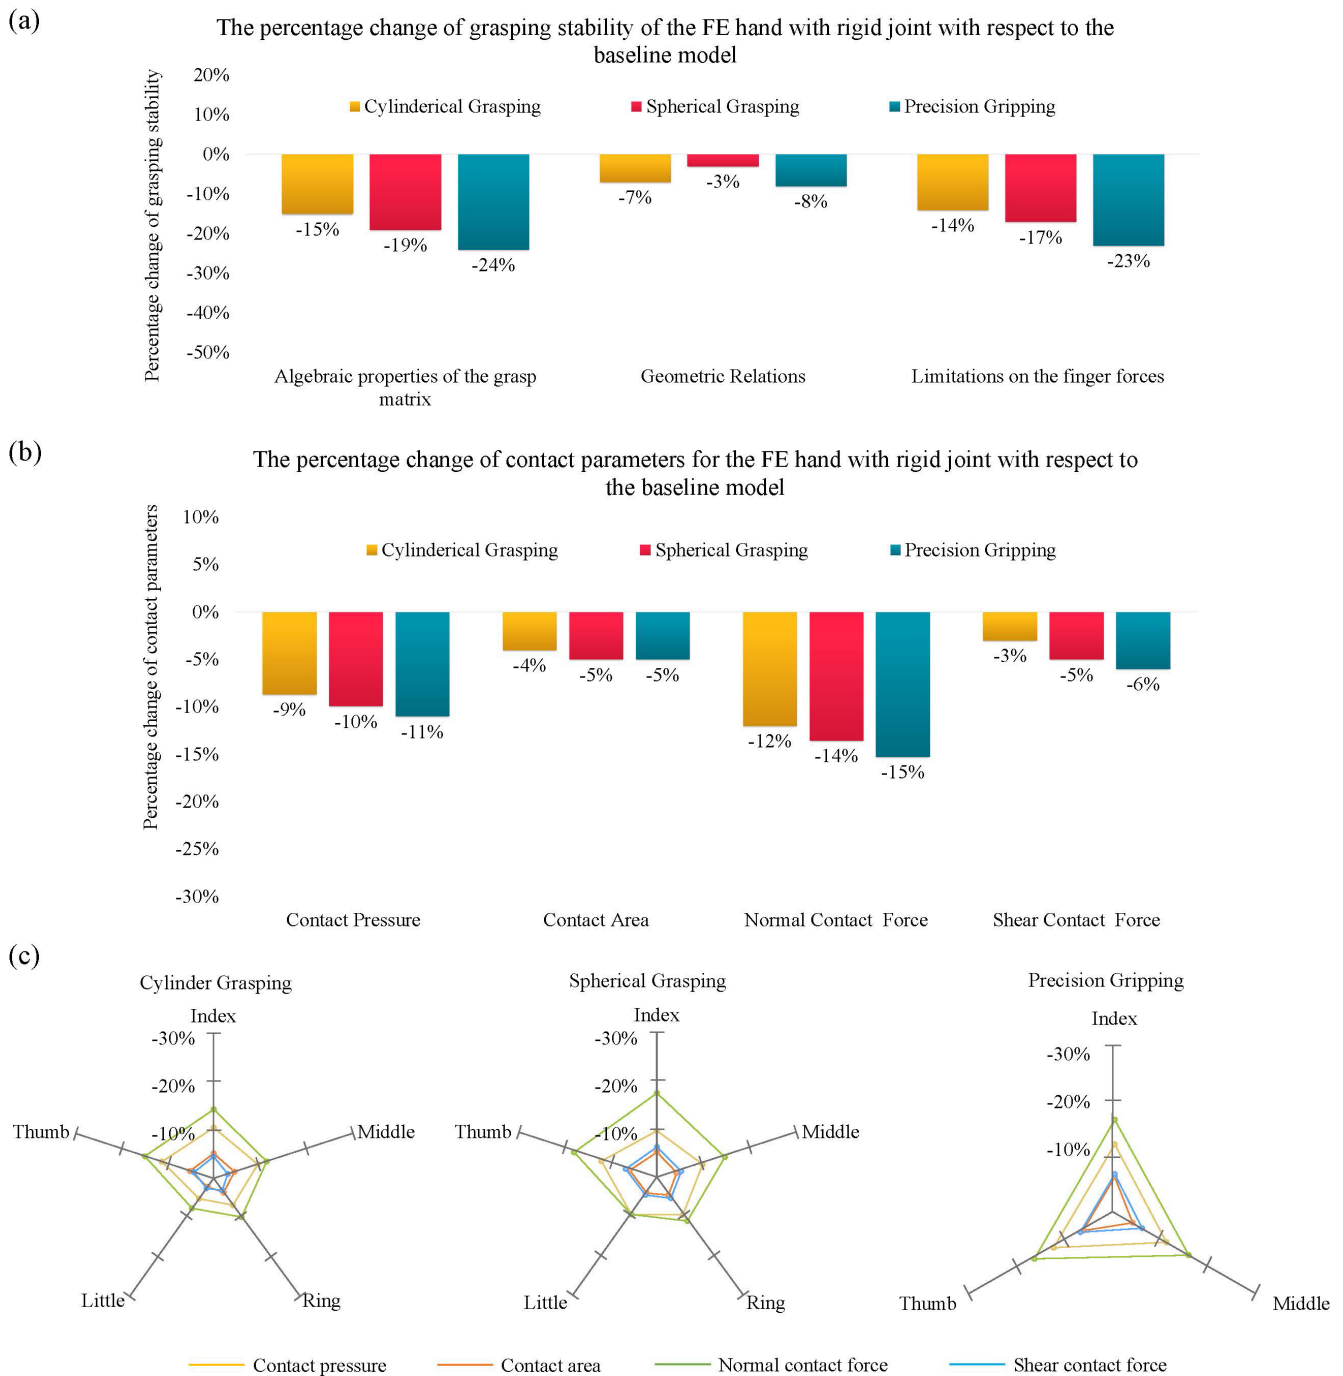 (a)
The percentage change of grasping stability of the FE hand with rigid joint with respect to the
baseline model
Percentage change of grasping stability
20%
10%
0%
-10%
-20%
-30%
-40%
-50%
Cylinderical Grasping
Spherical Grasping
Precision Gripping
-15%
-19%
-24%
-7%
-3%
-8%
-14%
-17%
-23%
Algebraic properties of the grasp
matrix
Geometric Relations
Limitations on the finger forces
(b)
The percentage change of contact parameters for the FE hand with rigid joint with respect to
the baseline model
Percentage change of contact parameters
10%
5%
0%
-5%
-10%
-15%
-20%
-25%
-30%
Cylinderical Grasping
Spherical Grasping
Precision Gripping
-9%
-10%
-11%
-4%
-5%
-5%
-12%
-14%
-15%
-3%
-5%
-6%
Contact Pressure
Contact Area
Normal Contact Force
Shear Contact Force
(c)
Cylinder Grasping
Index
-30%
-20%
-10%
Thumb
Middle
Little
Ring
Spherical Grasping
Index
-30%
-20%
-10%
Thumb
Middle
Little
Ring
Precision Gripping
Index
-30%
-20%
-10%
Thumb
Middle
Contact pressure
Contact area
Normal contact force
Shear contact force